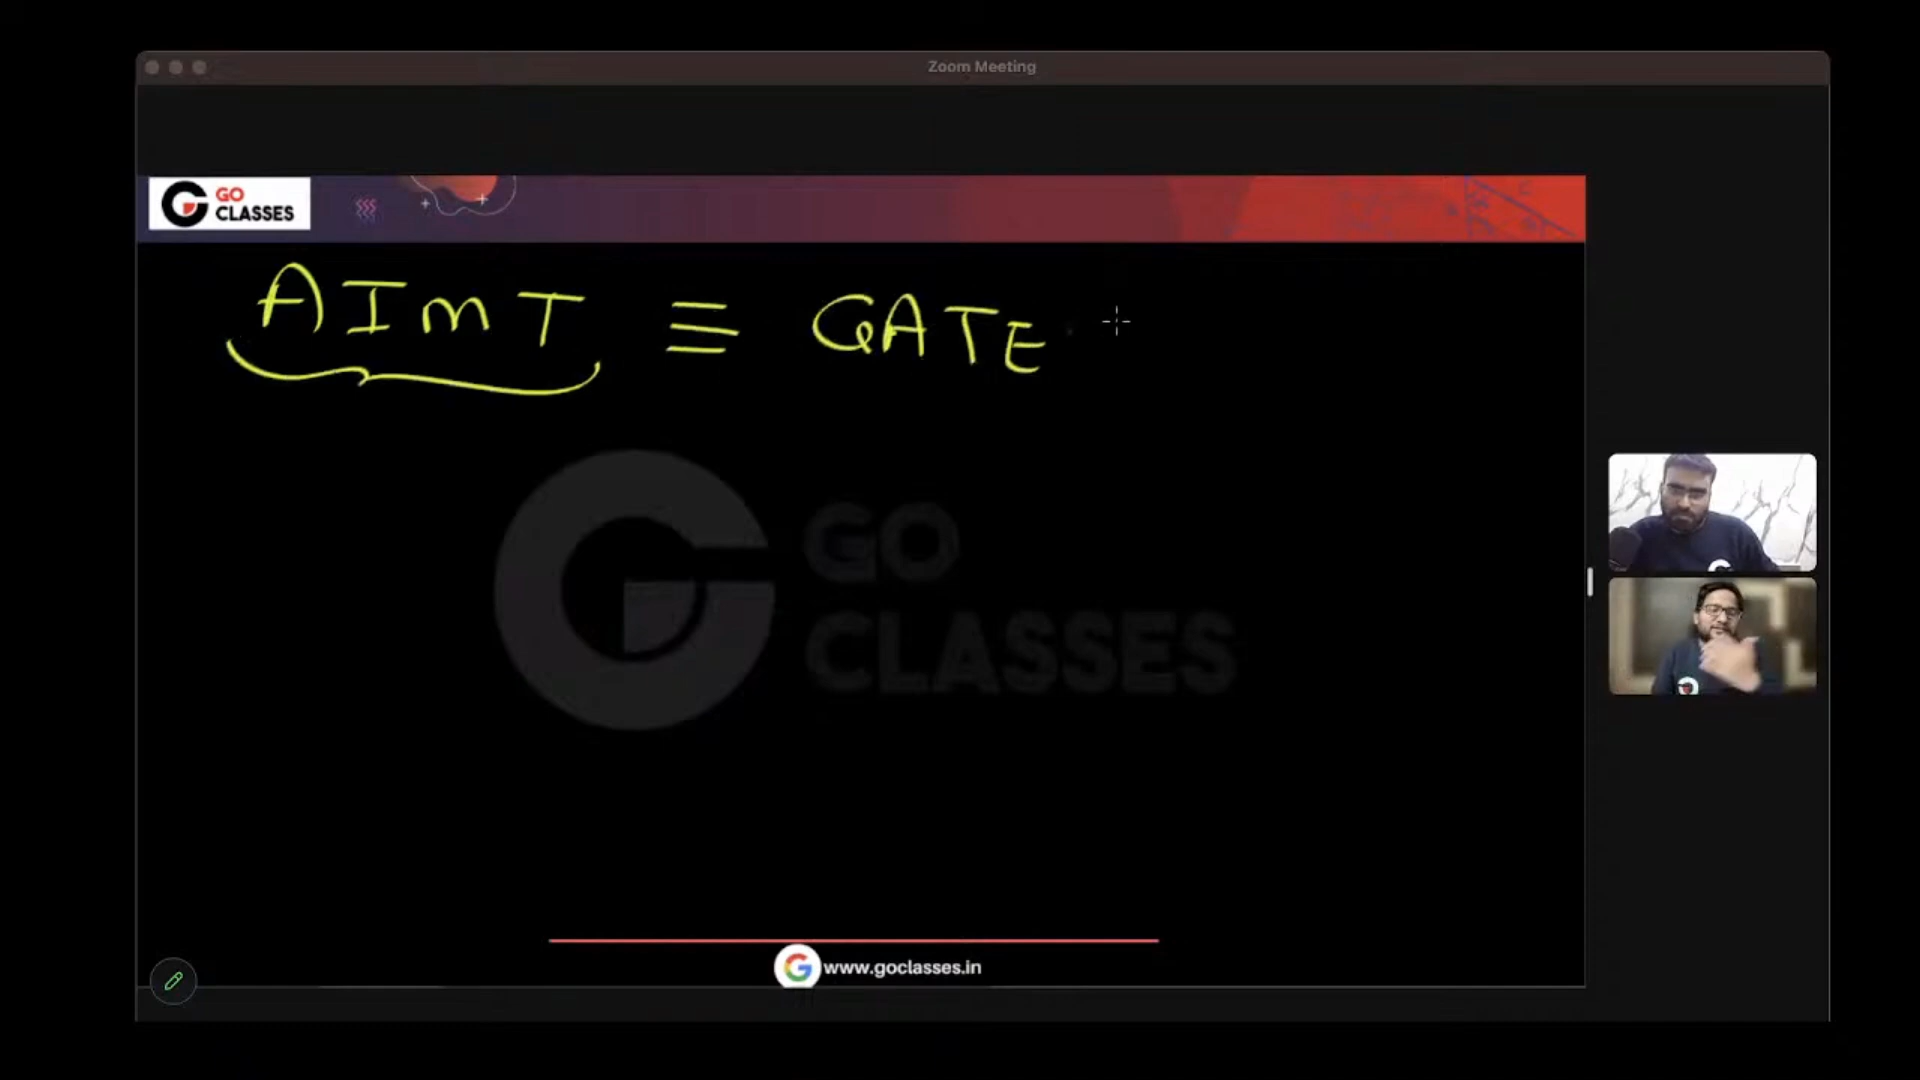 Zoom Meeting
GO
CLASSES
AIMT ≡ GATE
GO
CLASSES
www.goclasses.in